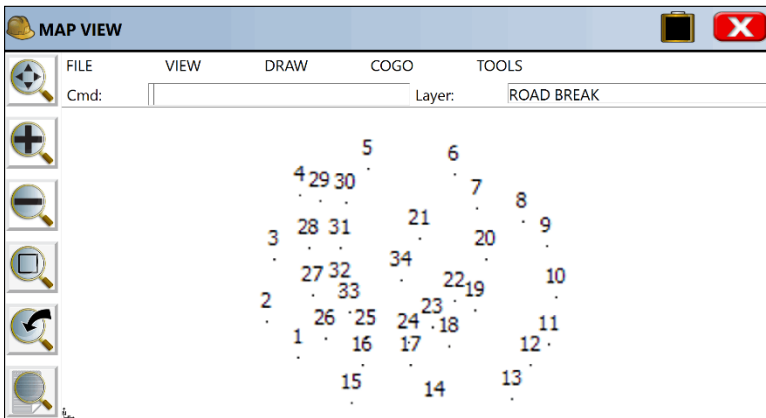 MAP VIEW
FILE VIEW DRAW COGO TOOLS
Cmd: Layer: ROAD BREAK
5 6
4 29 30 7
8
28 31 21 9
3 20
34
27 32 22 10
33 19
2 23
26 25 24 18 11
1 16 17 12
15 14 13